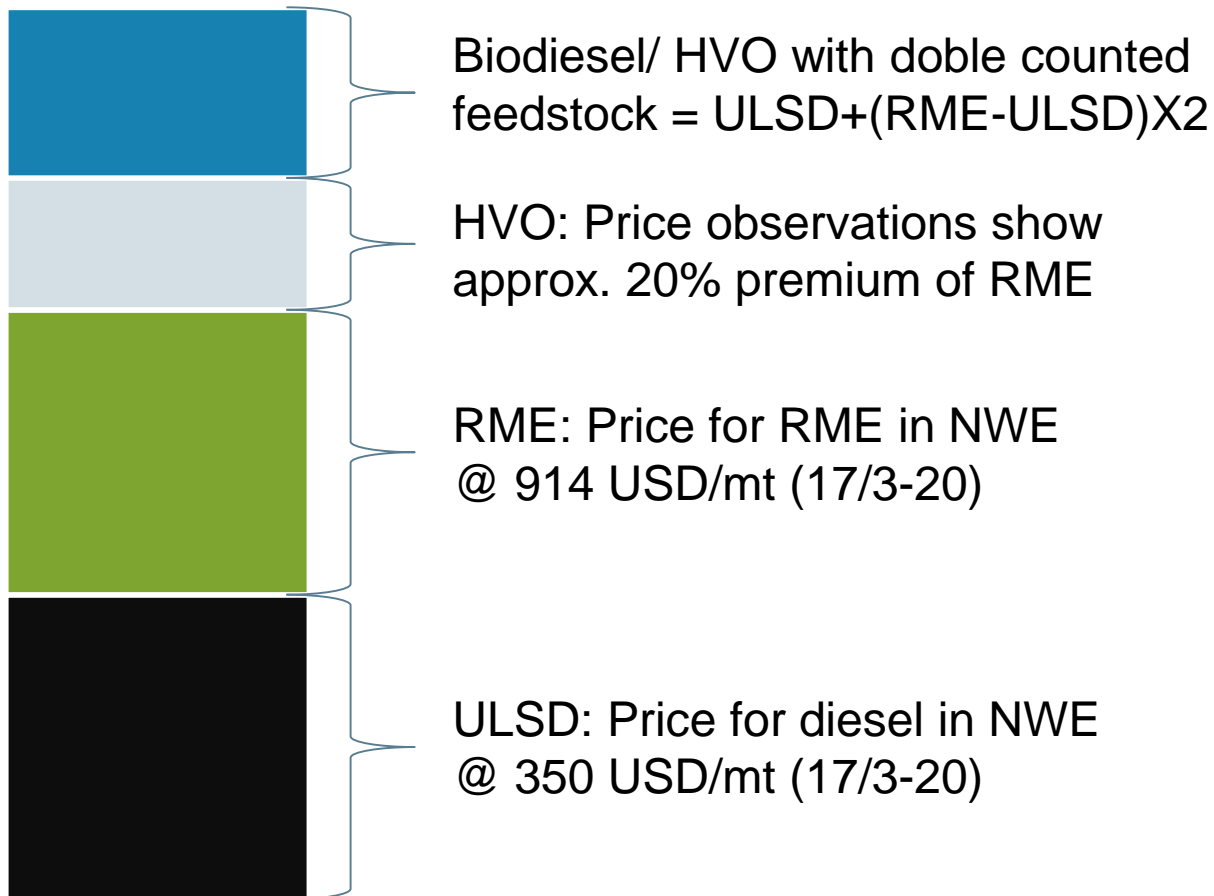 Biodiesel/ HVO with doble counted
feedstock = ULSD+(RME-ULSD)X2
HVO: Price observations show
approx. 20% premium of RME
RME: Price for RME in NWE
@ 914 USD/mt (17/3-20)
ULSD: Price for diesel in NWE
@ 350 USD/mt (17/3-20)